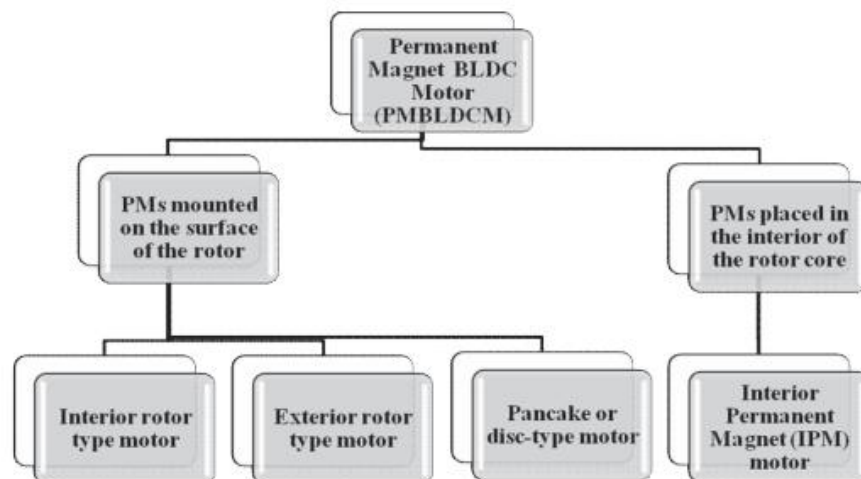 Permanent
Magnet BLDC
Motor
(PMBLDCM)
PMs mounted
on the surface
of the rotor
PMs placed in
the interior of
the rotor core
Interior rotor
type motor
Exterior rotor
type motor
Pancake or
disc-type motor
Interior
Permanent
Magnet (IPM)
motor